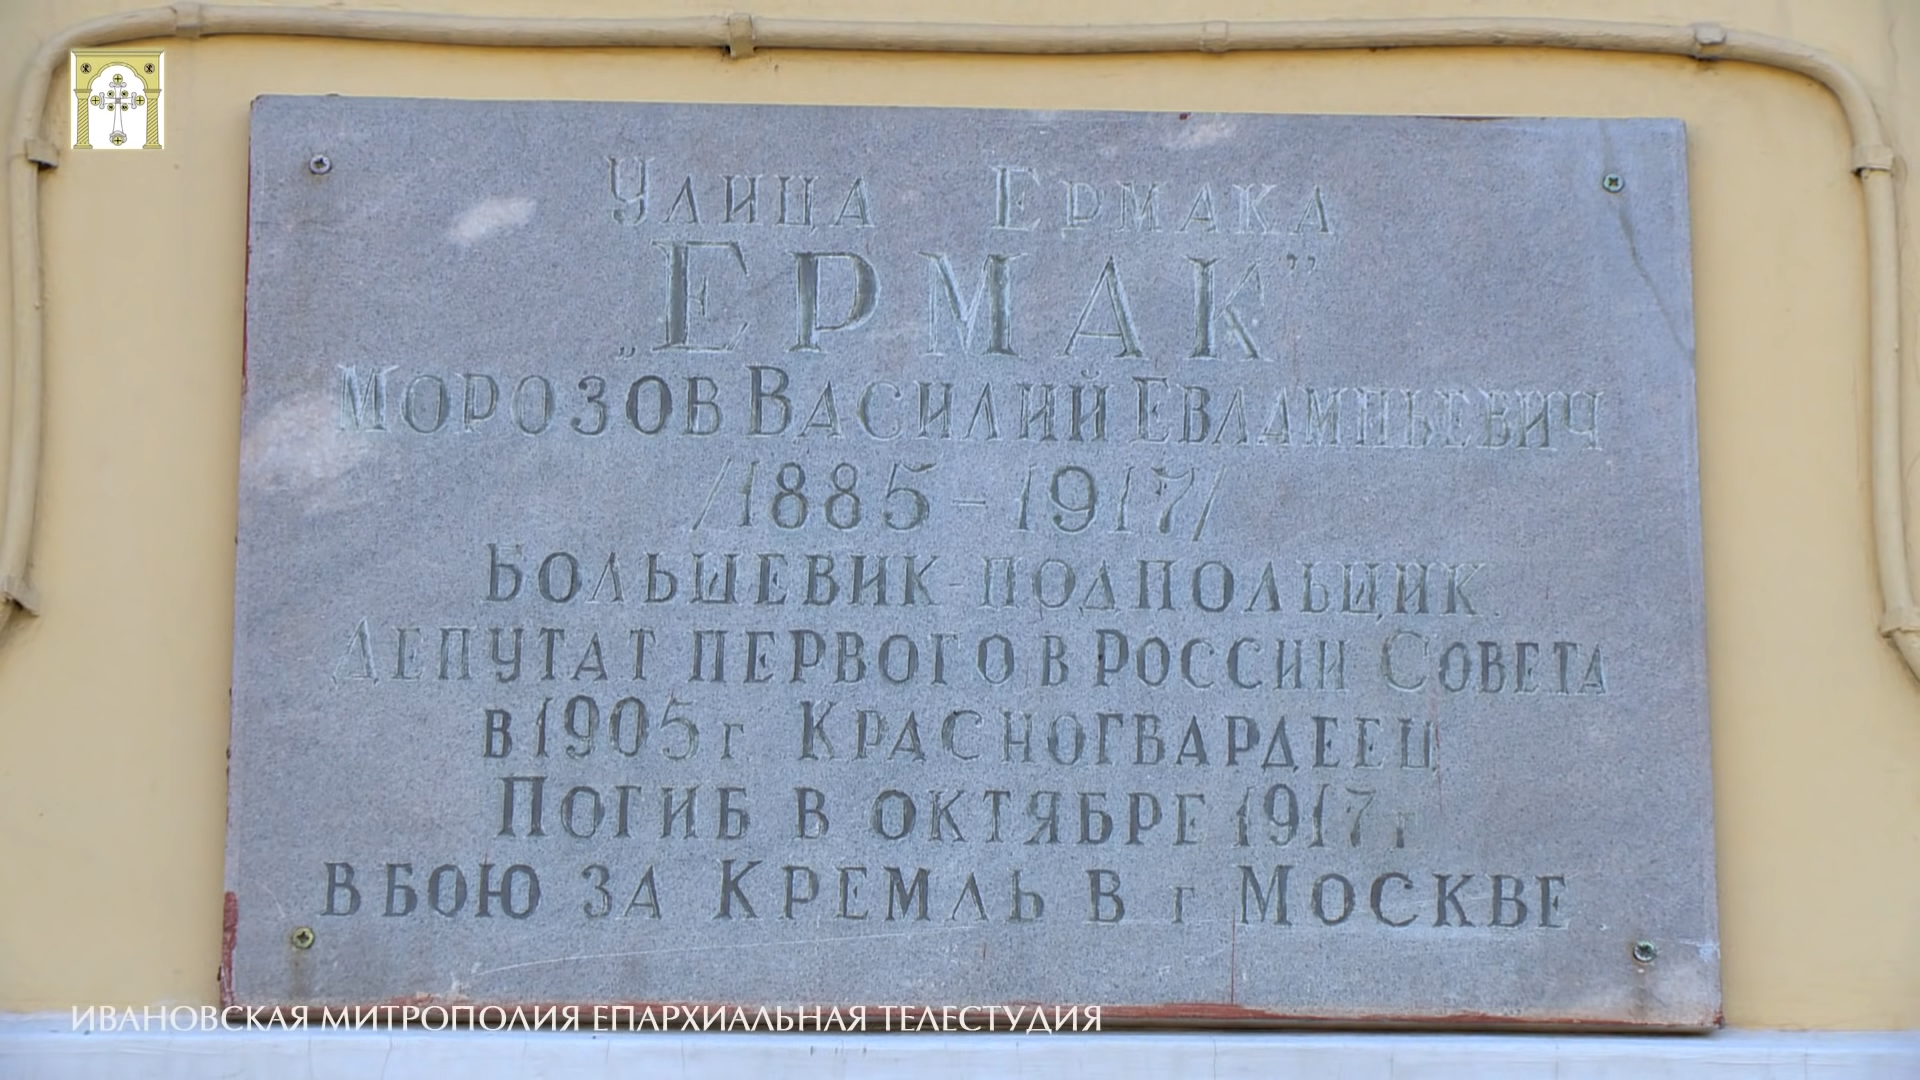 Улица Ермака
„Ермак”
Морозов Василий Евлампьевич
/1885-1917/
Большевик-подпольщик.
Депутат первого в России Совета
в 1905 г Красногвардеец
Погиб в октябре 1917 г
в бою за Кремль в г Москве
ИВАНОВСКАЯ МИТРОПОЛИЯ ЕПАРХИАЛЬНАЯ ТЕЛЕСТУДИЯ